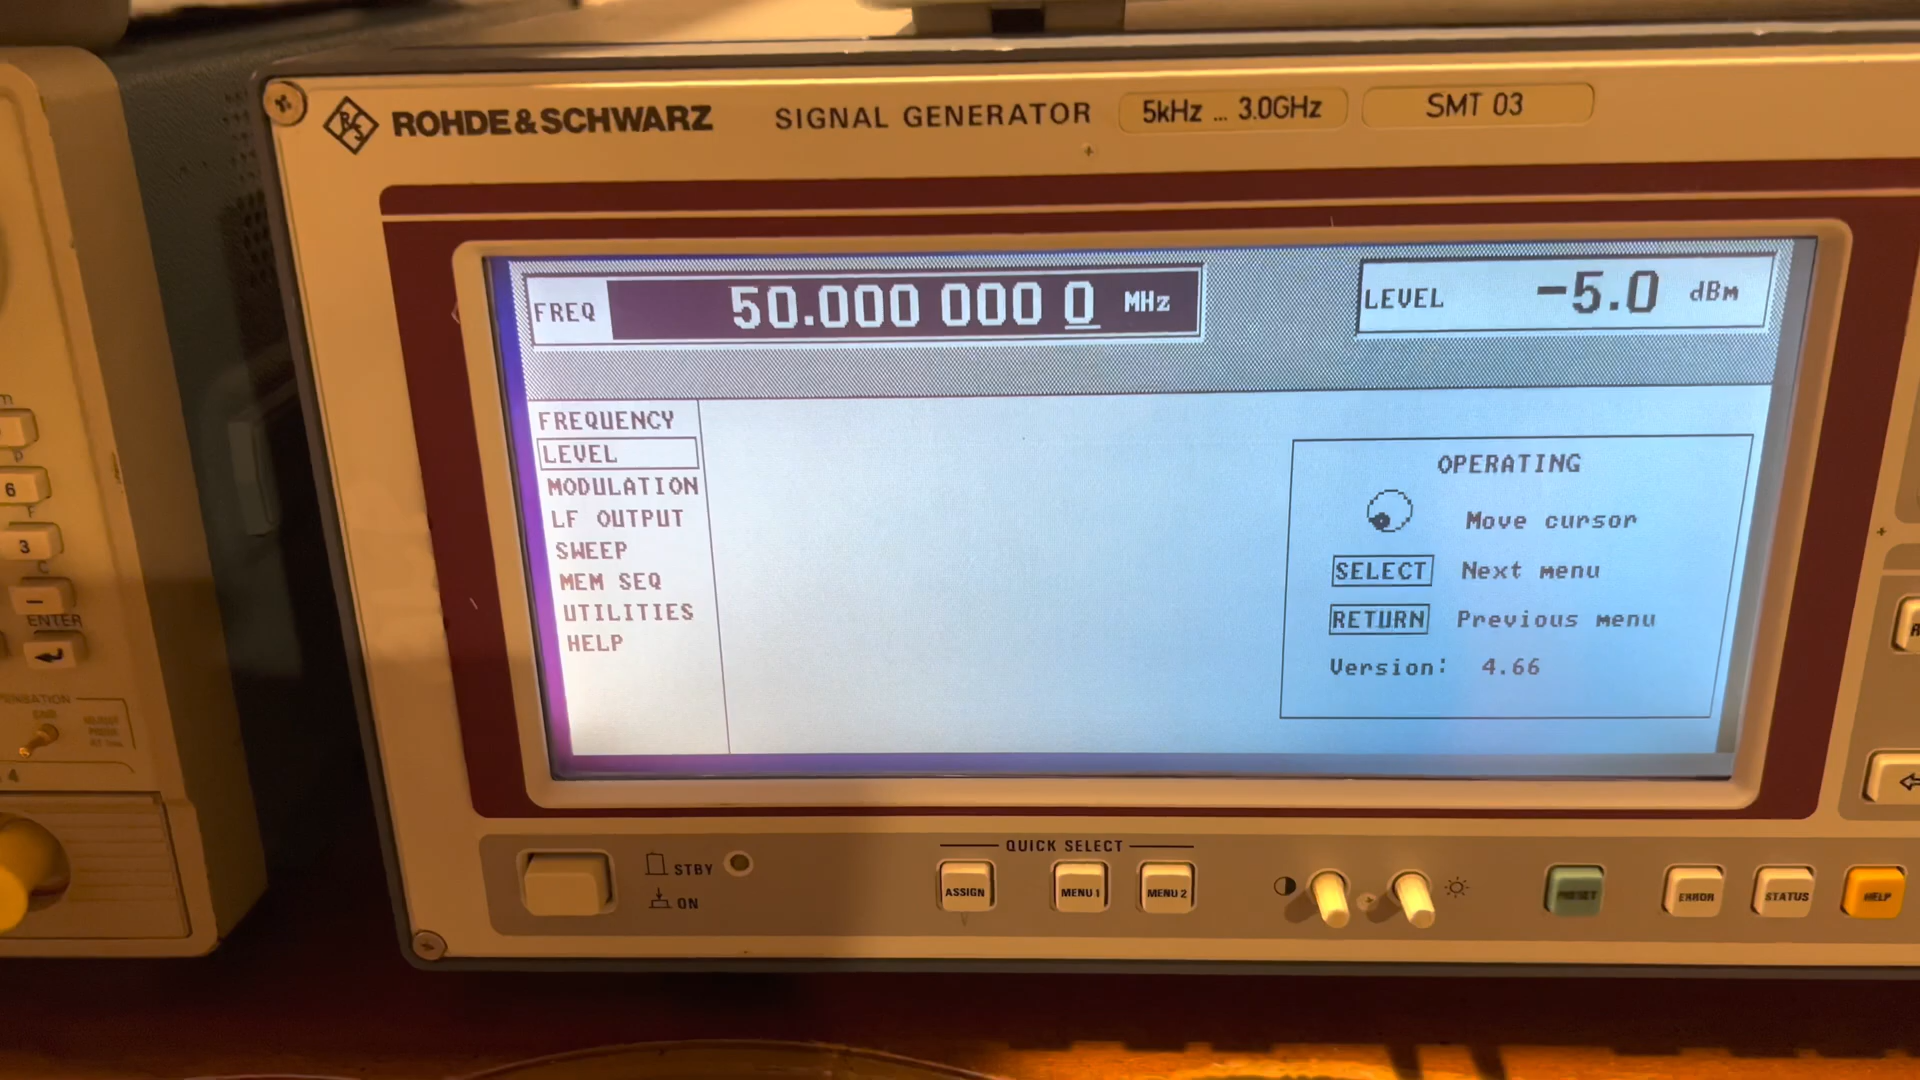 ROHDE&SCHWARZ SIGNAL GENERATOR 5kHz ... 3.0GHz SMT 03
FREQ 50.000 000 0 MHz LEVEL -5.0 dBm
FREQUENCY
LEVEL
MODULATION
LF OUTPUT
SWEEP
MEM SEQ
UTILITIES
HELP
OPERATING
Move cursor
SELECT Next menu
RETURN Previous menu
Version: 4.66
QUICK SELECT
STBY
ON
ASSIGN MENU 1 MENU 2
PRESET ERROR STATUS HELP
6
F
3
C
–
ENTER
4